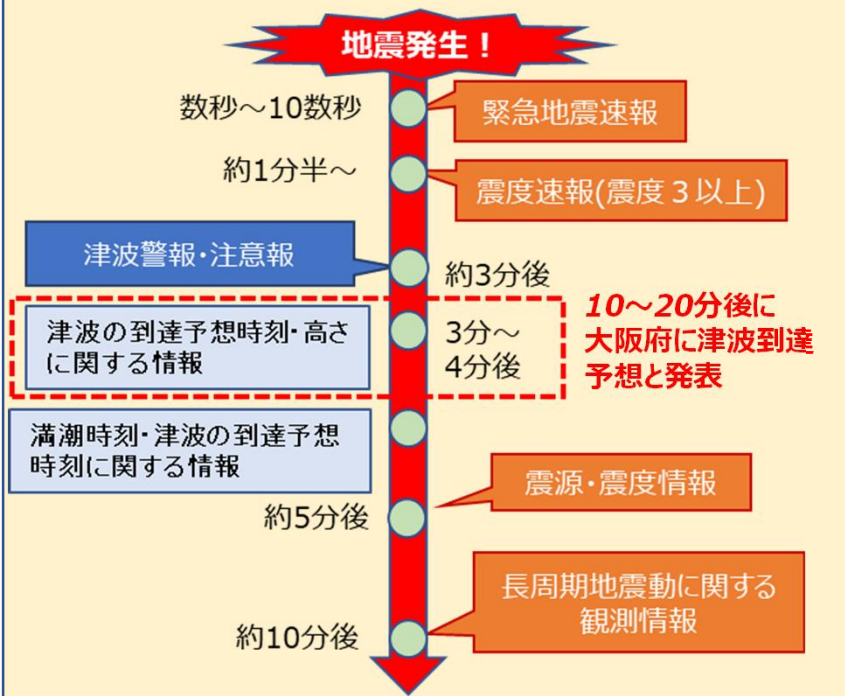 地震発生！
数秒～10数秒
緊急地震速報
約1分半～
震度速報(震度３以上)
津波警報・注意報
約3分後
津波の到達予想時刻・高さ
に関する情報
3分～
4分後
10～20分後に
大阪府に津波到達
予想と発表
満潮時刻・津波の到達予想
時刻に関する情報
震源・震度情報
約5分後
長周期地震動に関する
観測情報
約10分後